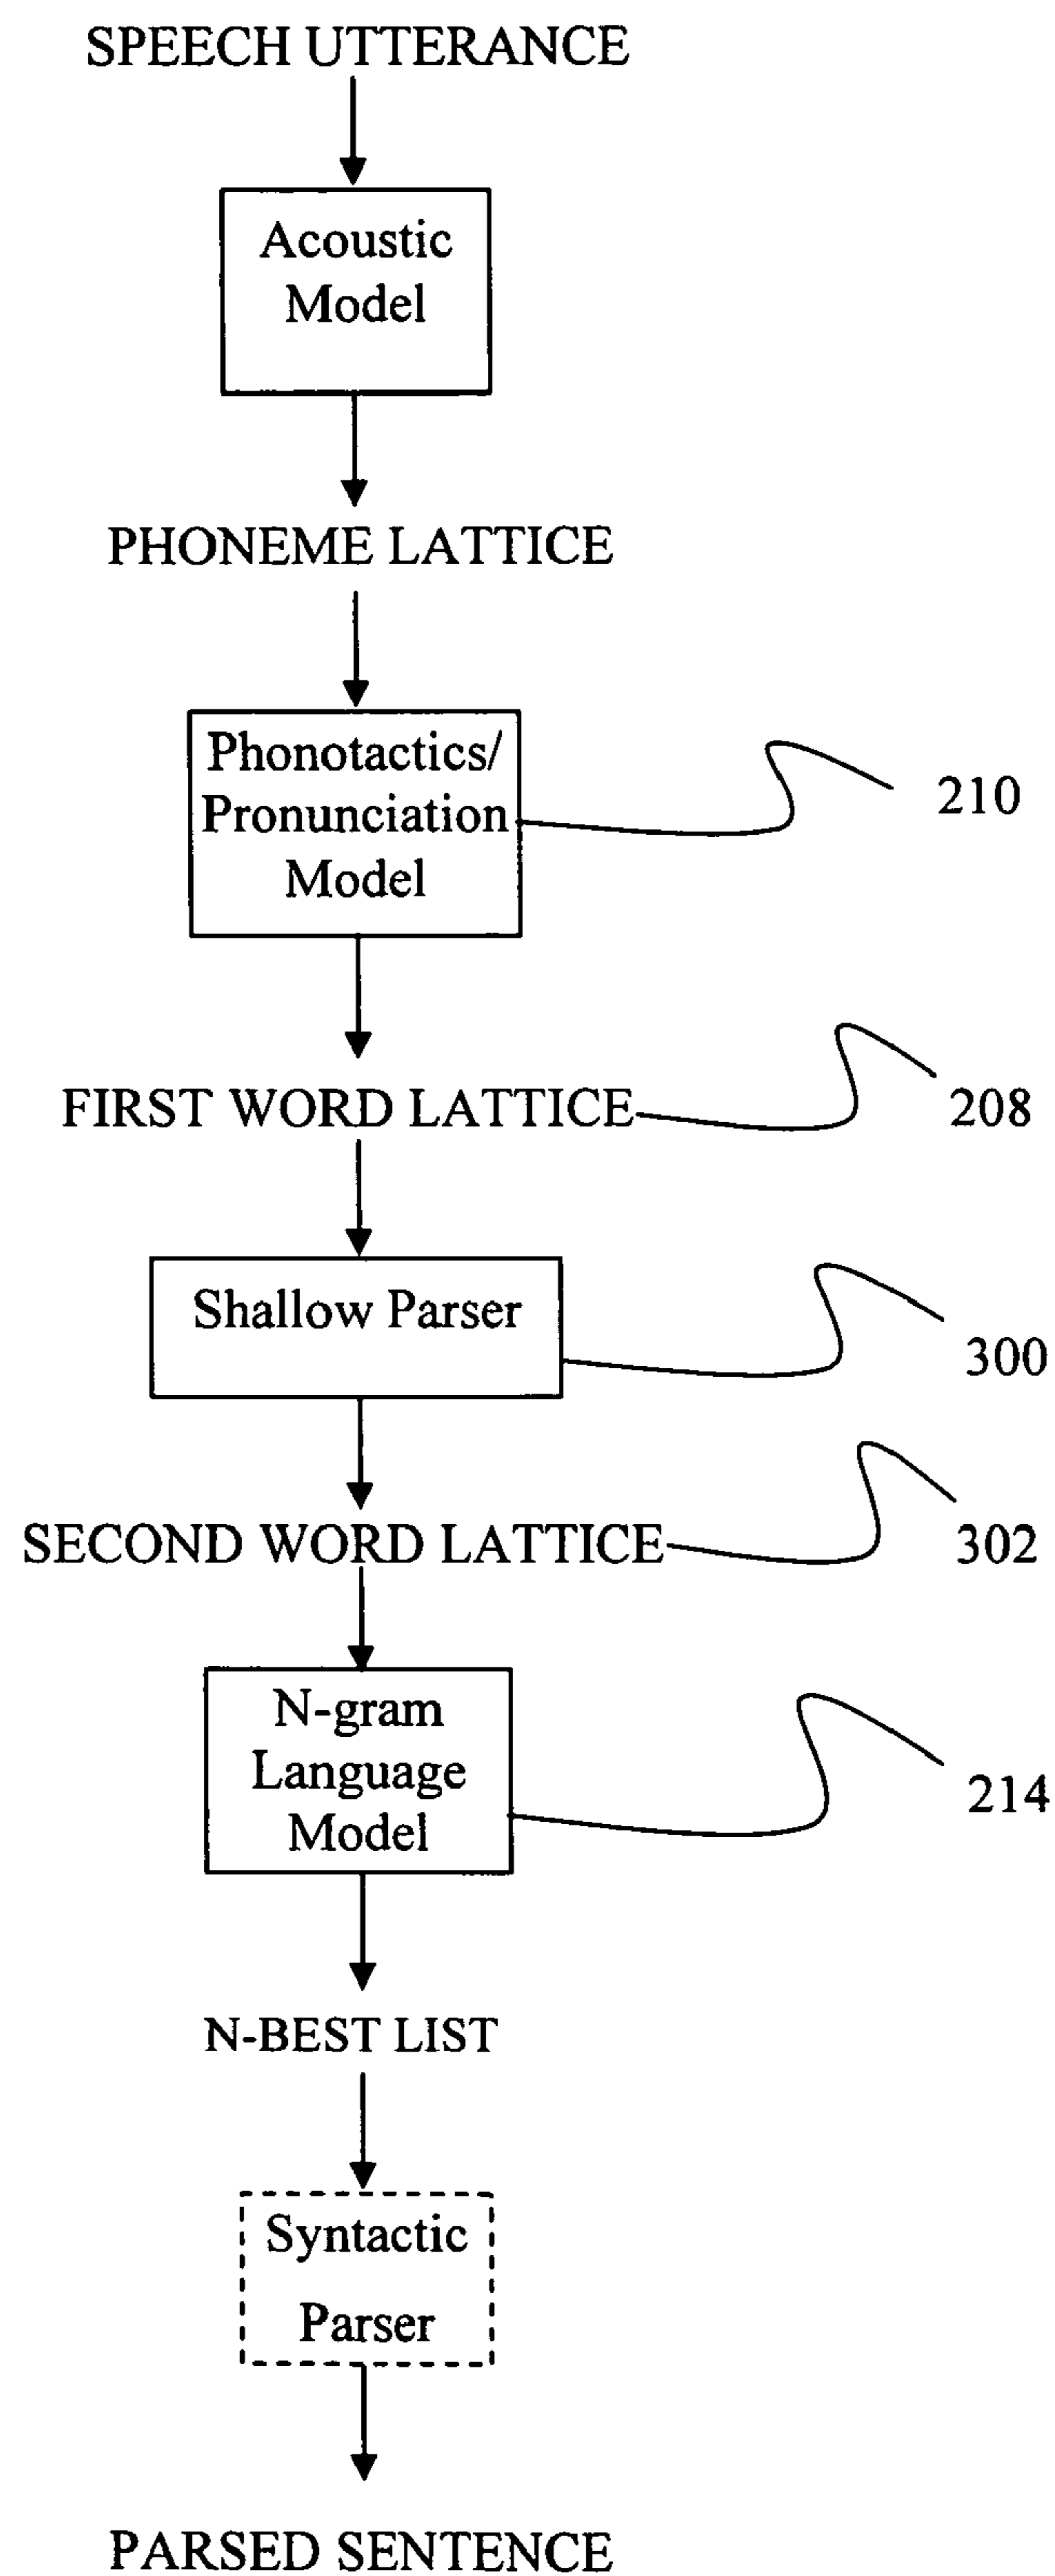 SPEECH UTTERANCE
Acoustic
Model
PHONEME LATTICE
Phonotactics/
Pronunciation
Model
210
FIRST WORD LATTICE
208
Shallow Parser
300
SECOND WORD LATTICE
302
N-gram
Language
Model
214
N-BEST LIST
Syntactic
Parser
PARSED SENTENCE